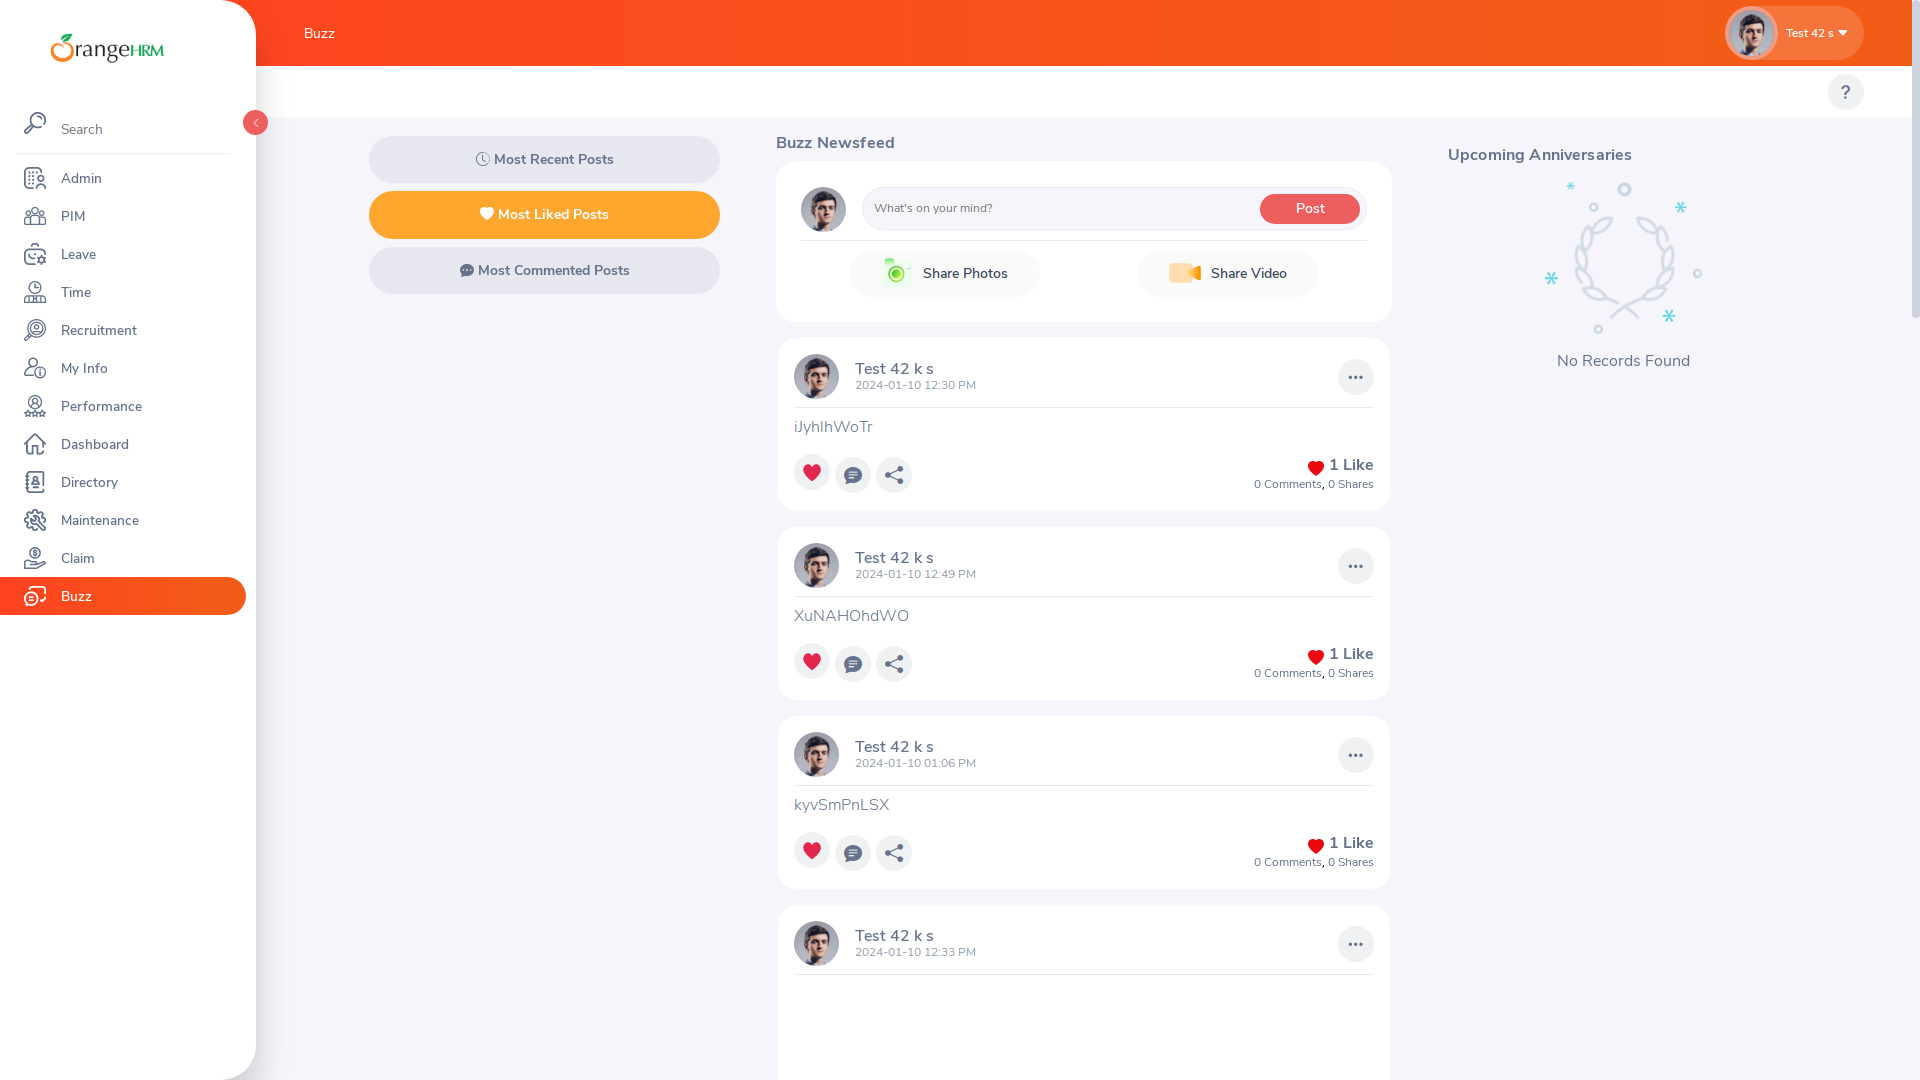 OrangeHRM
Search
Admin
PIM
Leave
Time
Recruitment
My Info
Performance
Dashboard
Directory
Maintenance
Claim
Buzz
Buzz
Test 42 s
?
Most Recent Posts
Most Liked Posts
Most Commented Posts
Buzz Newsfeed
What's on your mind?
Post
Share Photos
Share Video
Test 42 k s
2024-01-10 12:30 PM
iJyhlhWoTr
1 Like
0 Comments, 0 Shares
Test 42 k s
2024-01-10 12:49 PM
XuNAHOhdWO
1 Like
0 Comments, 0 Shares
Test 42 k s
2024-01-10 01:06 PM
kyvSmPnLSX
1 Like
0 Comments, 0 Shares
Test 42 k s
2024-01-10 12:33 PM
Upcoming Anniversaries
No Records Found